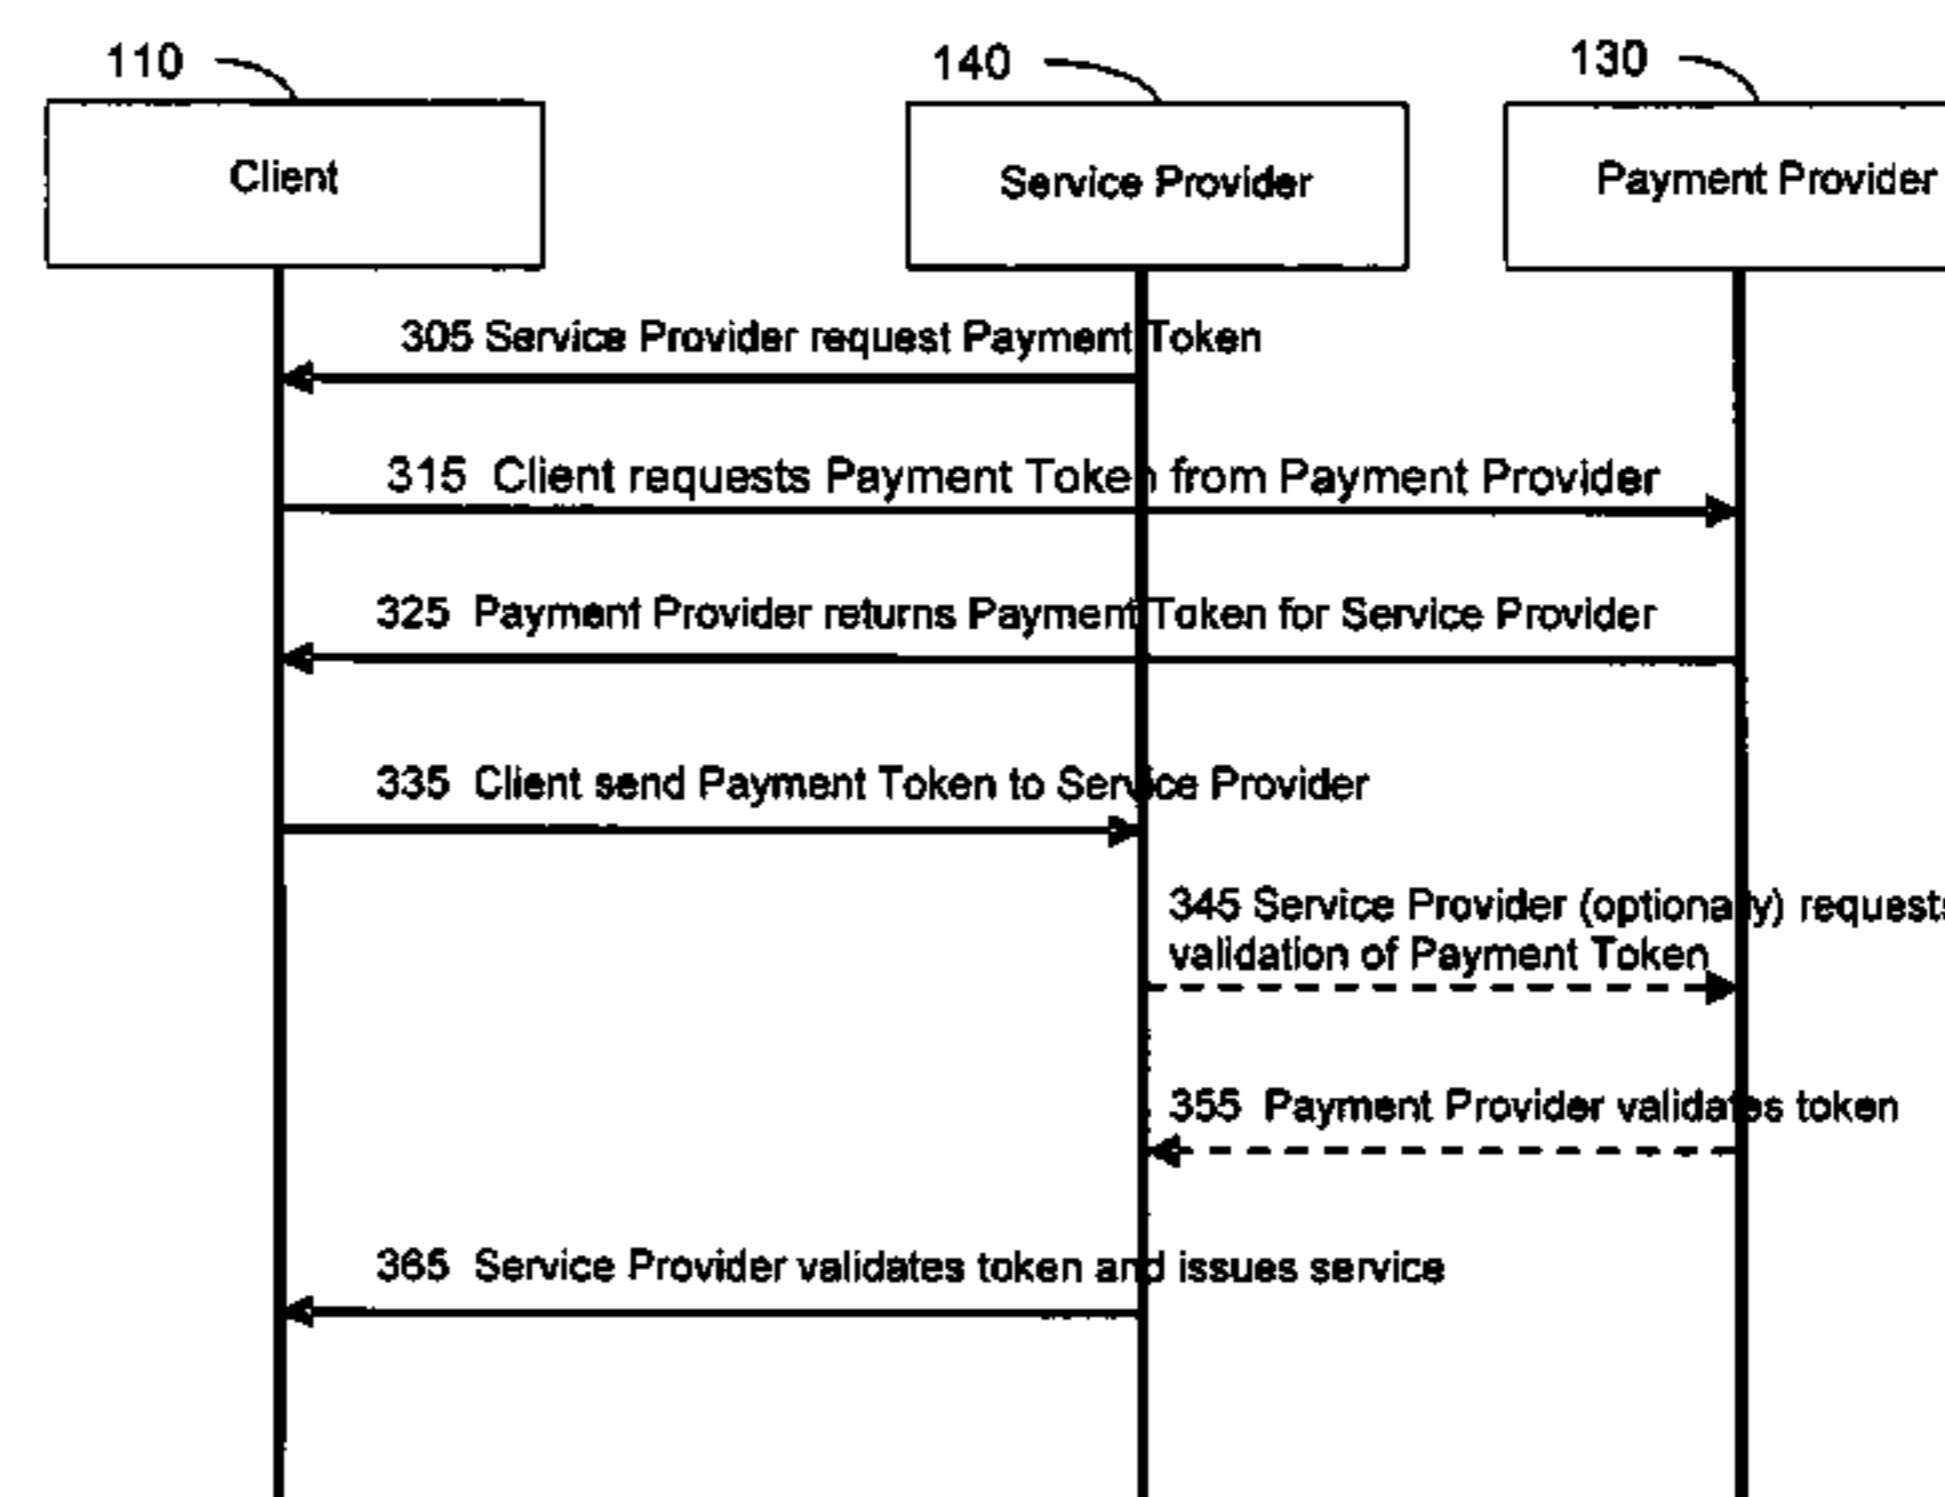 110
140
130
Client
Service Provider
Payment Provider
305 Service Provider request Payment Token
315 Client requests Payment Token from Payment Provider
325 Payment Provider returns Payment Token for Service Provider
335 Client send Payment Token to Service Provider
345 Service Provider (optionally) requests
validation of Payment Token
355 Payment Provider validates token
365 Service Provider validates token and issues service